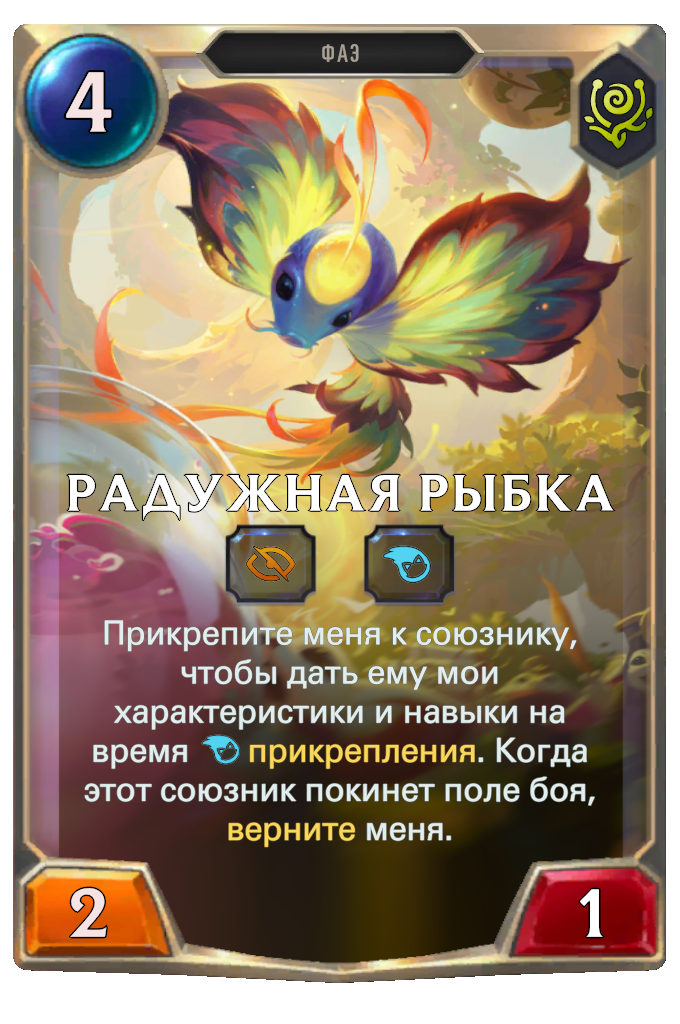 ФАЭ
4
РАДУЖНАЯ РЫБКА
Прикрепите меня к союзнику,
чтобы дать ему мои
характеристики и навыки на
время прикрепления. Когда
этот союзник покинет поле боя,
верните меня.
2
1